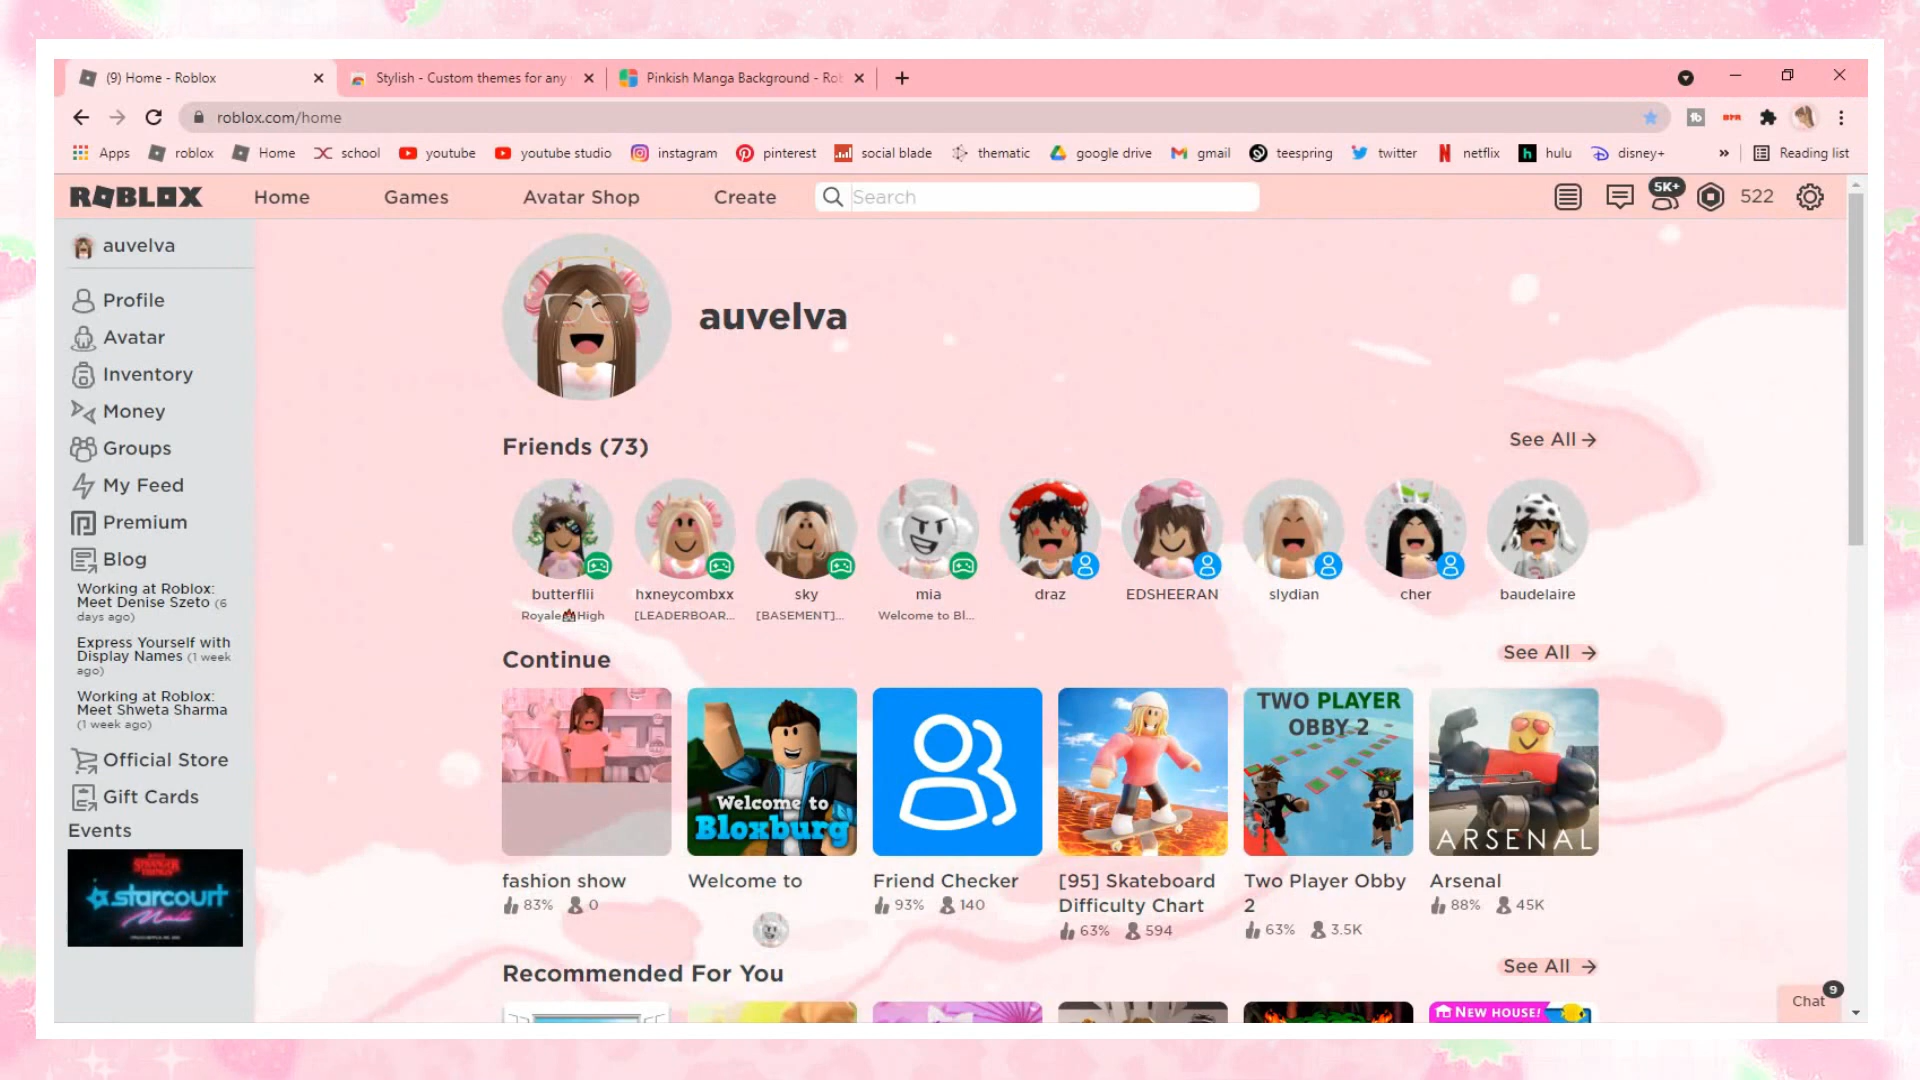 (9) Home - Roblox
Stylish - Custom themes for any
Pinkish Manga Background - Rob
roblox.com/home
Apps roblox Home school youtube youtube studio instagram pinterest social blade thematic google drive gmail teespring twitter netflix hulu disney+ » Reading list
ROBLOX Home Games Avatar Shop Create Search 5K+ 522
auvelva
Profile
Avatar
Inventory
Money
Groups
My Feed
Premium
Blog
Working at Roblox:
Meet Denise Szeto (6
days ago)
Express Yourself with
Display Names (1 week
ago)
Working at Roblox:
Meet Shweta Sharma
(1 week ago)
Official Store
Gift Cards
Events
STRANGER THINGS
starcourt
Mall
auvelva
Friends (73) See All
butterflii hxneycombxx sky mia draz EDSHEERAN slydian cher baudelaire
Royale🏰High [LEADERBOAR... [BASEMENT]... Welcome to Bl...
Continue See All
Welcome to
Bloxburg
TWO PLAYER
OBBY 2
ARSENAL
fashion show Welcome to Friend Checker [95] Skateboard Difficulty Chart Two Player Obby 2 Arsenal
83% 0 93% 140 63% 594 63% 3.5K 88% 45K
Recommended For You See All
NEW HOUSE!
Chat 9